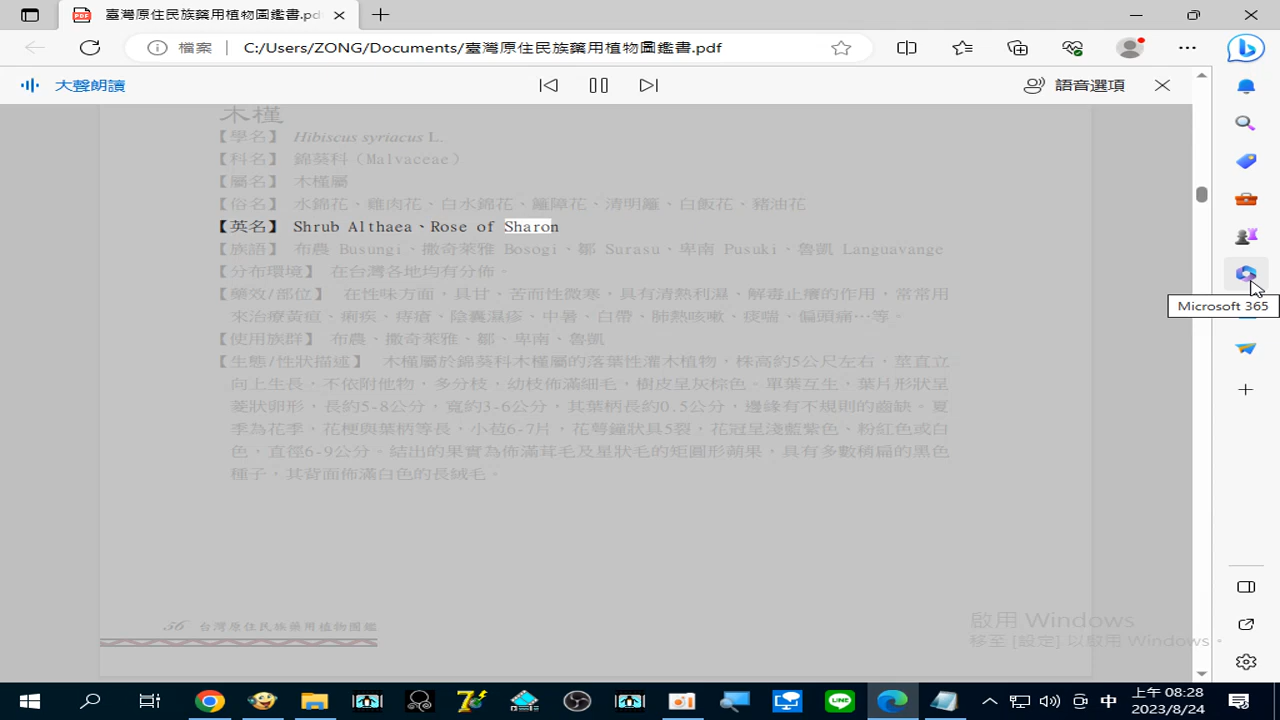 臺灣原住民族藥用植物圖鑑書.pdf
檔案
C:/Users/ZONG/Documents/臺灣原住民族藥用植物圖鑑書.pdf
大聲朗讀
語音選項
木槿
【學名】 Hibiscus syriacus L.
【科名】 錦葵科（Malvaceae）
【屬名】 木槿屬
【俗名】 水錦花、雞肉花、白水錦花、籬障花、清明籬、白飯花、豬油花
【英名】 Shrub Althaea、Rose of Sharon
【族語】 布農 Busungi、撒奇萊雅 Bosogi、鄒 Surasu、卑南 Pusuki、魯凱 Languavange
【分布環境】 在台灣各地均有分佈。
【藥效/部位】 在性味方面，具甘、苦而性微寒，具有清熱利濕、解毒止癢的作用，常常用
來治療黃疸、痢疾、痔瘡、陰囊濕疹、中暑、白帶、肺熱咳嗽、痰喘、偏頭痛…等。
【使用族群】 布農、撒奇萊雅、鄒、卑南、魯凱
【生態/性狀描述】 木槿屬於錦葵科木槿屬的落葉性灌木植物，株高約5公尺左右，莖直立
向上生長，不依附他物，多分枝，幼枝佈滿細毛，樹皮呈灰棕色。單葉互生，葉片形狀呈
菱狀卵形，長約5-8公分，寬約3-6公分，其葉柄長約0.5公分，邊緣有不規則的齒缺。夏
季為花季，花梗與葉柄等長，小苞6-7片，花萼鐘狀具5裂，花冠呈淺藍紫色、粉紅色或白
色，直徑6-9公分。結出的果實為佈滿茸毛及星狀毛的矩圓形蒴果，具有多數稍扁的黑色
種子，其背面佈滿白色的長絨毛。
56 台灣原住民族藥用植物圖鑑
Microsoft 365
啟用 Windows
移至 [設定] 以啟用 Windows。
中
上午 08:28
2023/8/24